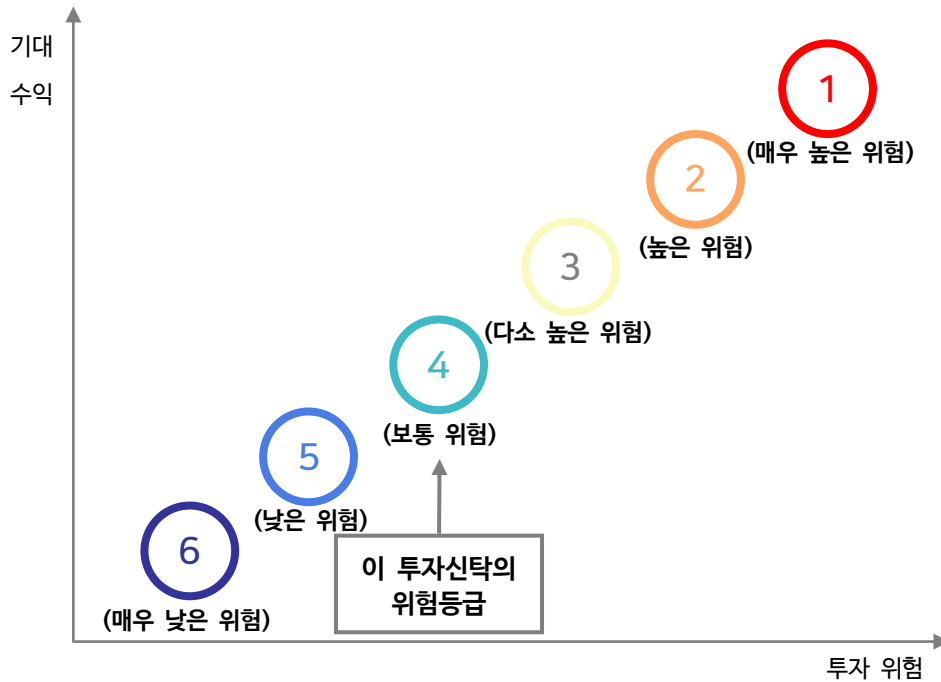 기대
수익
1
(매우 높은 위험)
2
(높은 위험)
3
(다소 높은 위험)
4
(보통 위험)
5
(낮은 위험)
6
(매우 낮은 위험)
이 투자신탁의
위험등급
투자 위험